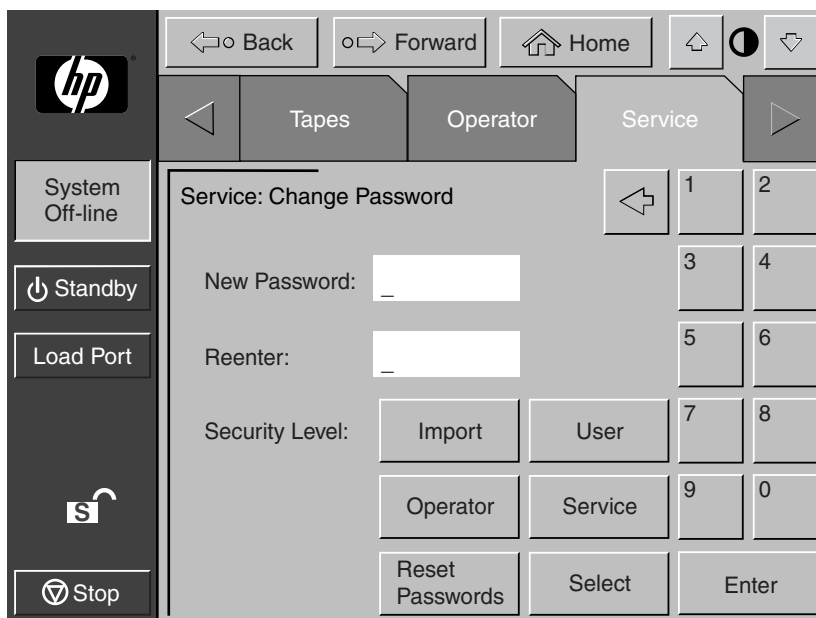 hp
Back
Forward
Home
Tapes
Operator
Service
System
Off-line
Standby
Load Port
S
Stop
Service: Change Password
New Password: _
Reenter: _
Security Level:
Import
User
Operator
Service
Reset
Passwords
Select
Enter
1
2
3
4
5
6
7
8
9
0